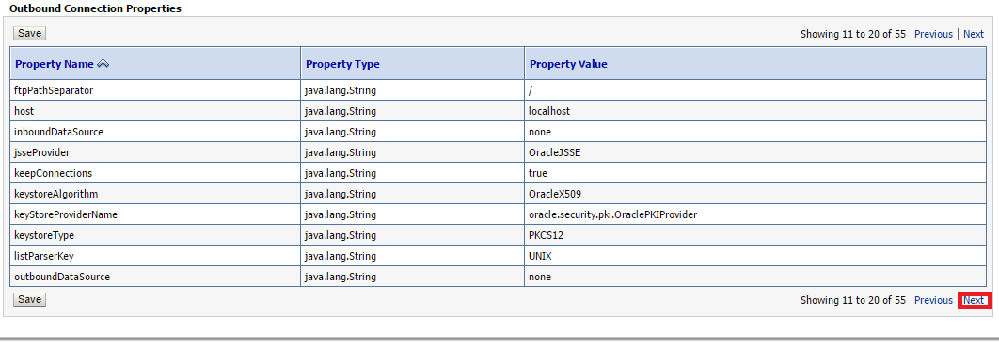 Outbound Connection Properties
Save Showing 11 to 20 of 55 Previous | Next
Property Name Property Type Property Value
ftpPathSeparator java.lang.String /
host java.lang.String localhost
inboundDataSource java.lang.String none
jsseProvider java.lang.String OracleJSSE
keepConnections java.lang.String true
keystoreAlgorithm java.lang.String OracleX509
keyStoreProviderName java.lang.String oracle.security.pki.OraclePKIProvider
keystoreType java.lang.String PKCS12
listParserKey java.lang.String UNIX
outboundDataSource java.lang.String none
Save Showing 11 to 20 of 55 Previous Next